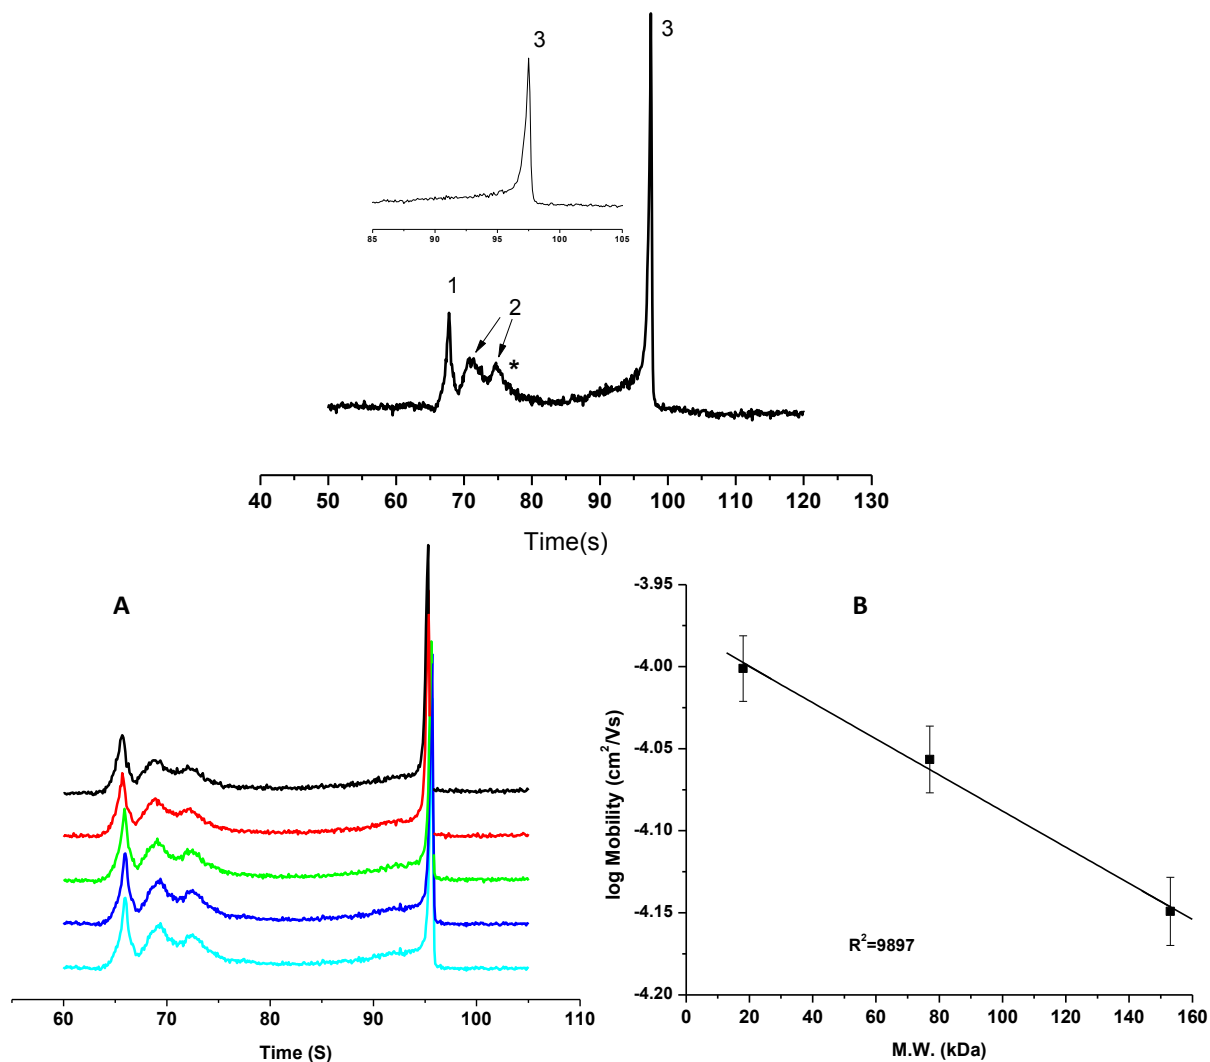 3
3
85 90 95 100 105
1
2
*
40 50 60 70 80 90 100 110 120 130
Time(s)
A
60 70 80 90 100 110
Time (S)
B
-3.95
-4.00
-4.05
-4.10
-4.15
-4.20
log Mobility (cm²/Vs)
R²=9897
0 20 40 60 80 100 120 140 160
M.W. (kDa)